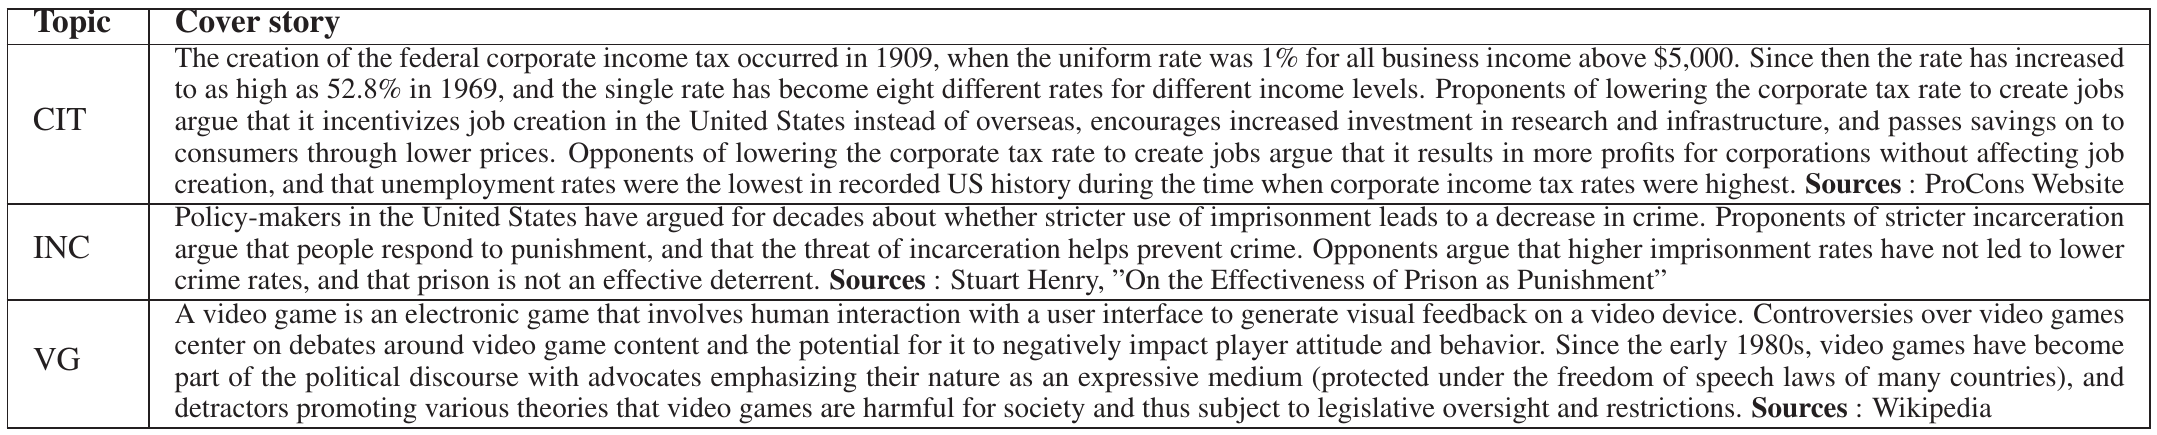 Topic Cover story
The creation of the federal corporate income tax occurred in 1909, when the uniform rate was 1% for all business income above $5,000. Since then the rate has increased
to as high as 52.8% in 1969, and the single rate has become eight different rates for different income levels. Proponents of lowering the corporate tax rate to create jobs
CIT argue that it incentivizes job creation in the United States instead of overseas, encourages increased investment in research and infrastructure, and passes savings on to
consumers through lower prices. Opponents of lowering the corporate tax rate to create jobs argue that it results in more profits for corporations without affecting job
creation, and that unemployment rates were the lowest in recorded US history during the time when corporate income tax rates were highest. Sources : ProCons Website
Policy-makers in the United States have argued for decades about whether stricter use of imprisonment leads to a decrease in crime. Proponents of stricter incarceration
INC argue that people respond to punishment, and that the threat of incarceration helps prevent crime. Opponents argue that higher imprisonment rates have not led to lower
crime rates, and that prison is not an effective deterrent. Sources : Stuart Henry, ”On the Effectiveness of Prison as Punishment”
A video game is an electronic game that involves human interaction with a user interface to generate visual feedback on a video device. Controversies over video games
center on debates around video game content and the potential for it to negatively impact player attitude and behavior. Since the early 1980s, video games have become
VG part of the political discourse with advocates emphasizing their nature as an expressive medium (protected under the freedom of speech laws of many countries), and
detractors promoting various theories that video games are harmful for society and thus subject to legislative oversight and restrictions. Sources : Wikipedia